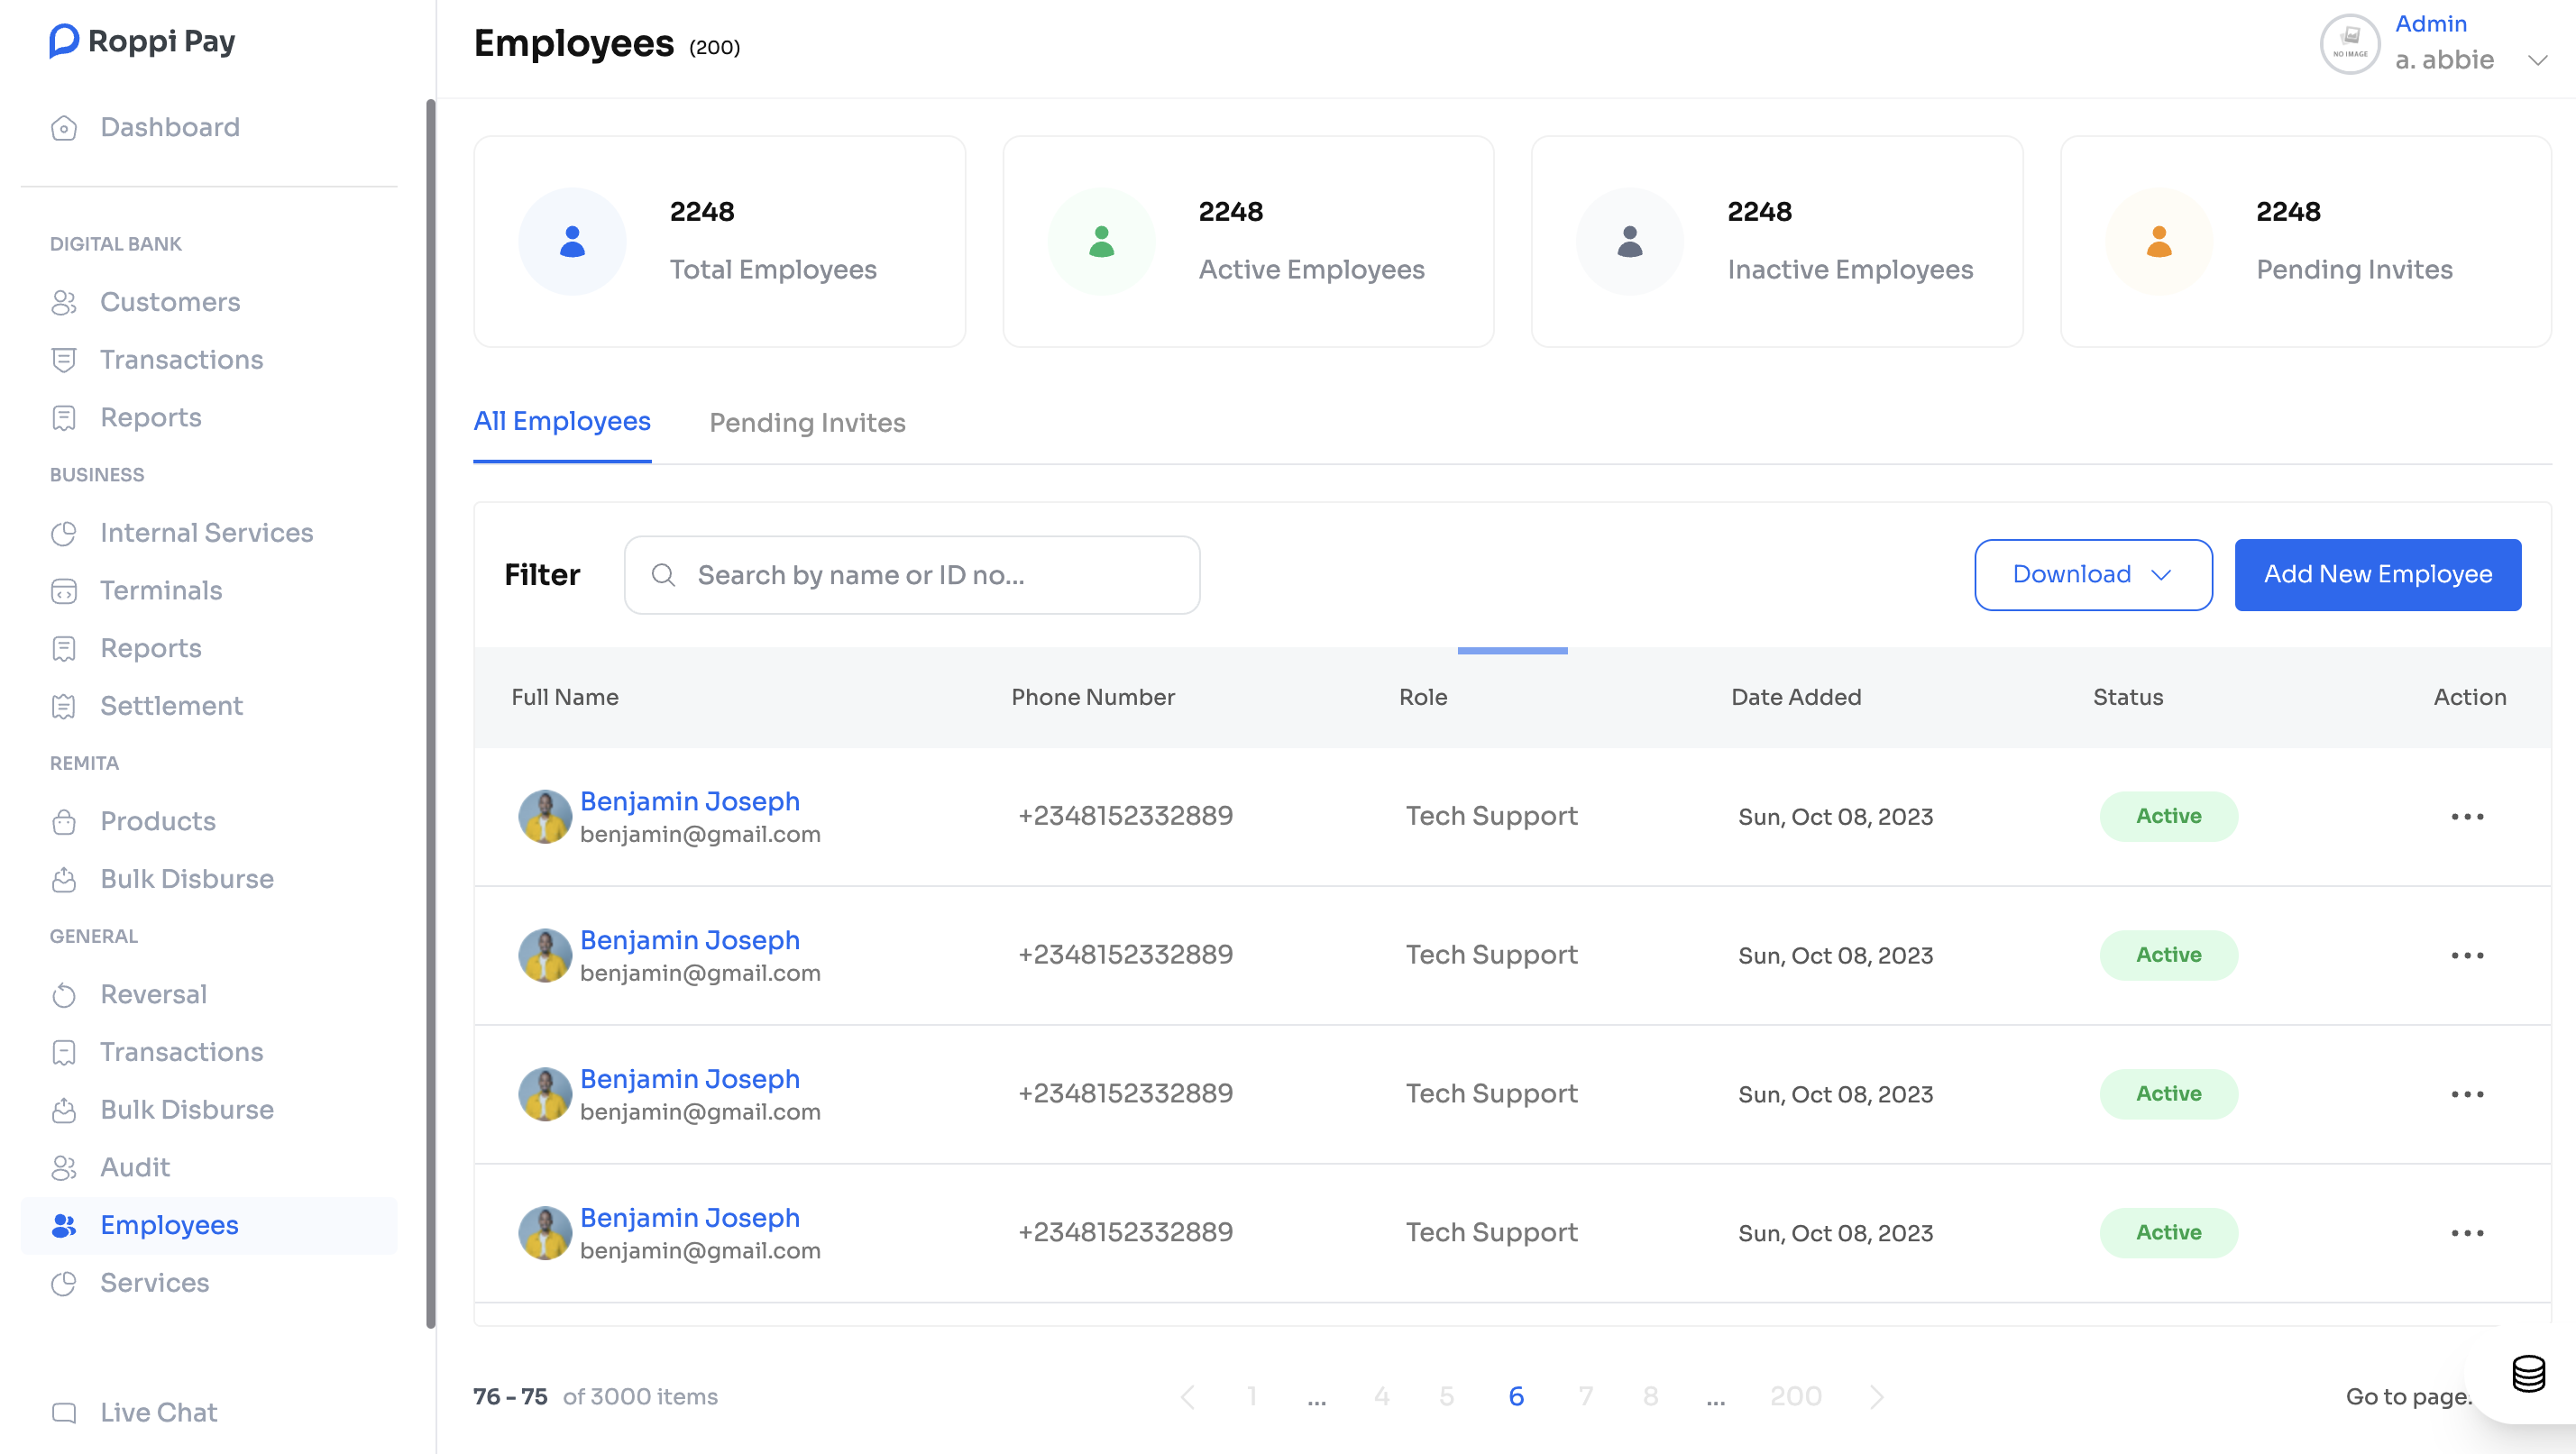 Roppi Pay
Dashboard
DIGITAL BANK
Customers
Transactions
Reports
BUSINESS
Internal Services
Terminals
Reports
Settlement
REMITA
Products
Bulk Disburse
GENERAL
Reversal
Transactions
Bulk Disburse
Audit
Employees
Services
Live Chat
Employees (200)
NO IMAGE
Admin
a. abbie
2248
Total Employees
2248
Active Employees
2248
Inactive Employees
2248
Pending Invites
All Employees Pending Invites
Filter Search by name or ID no... Download Add New Employee
Full Name Phone Number Role Date Added Status Action
Benjamin Joseph
benjamin@gmail.com
+2348152332889 Tech Support Sun, Oct 08, 2023 Active
Benjamin Joseph
benjamin@gmail.com
+2348152332889 Tech Support Sun, Oct 08, 2023 Active
Benjamin Joseph
benjamin@gmail.com
+2348152332889 Tech Support Sun, Oct 08, 2023 Active
Benjamin Joseph
benjamin@gmail.com
+2348152332889 Tech Support Sun, Oct 08, 2023 Active
76 - 75 of 3000 items 1 ... 4 5 6 7 8 ... 200 Go to page.